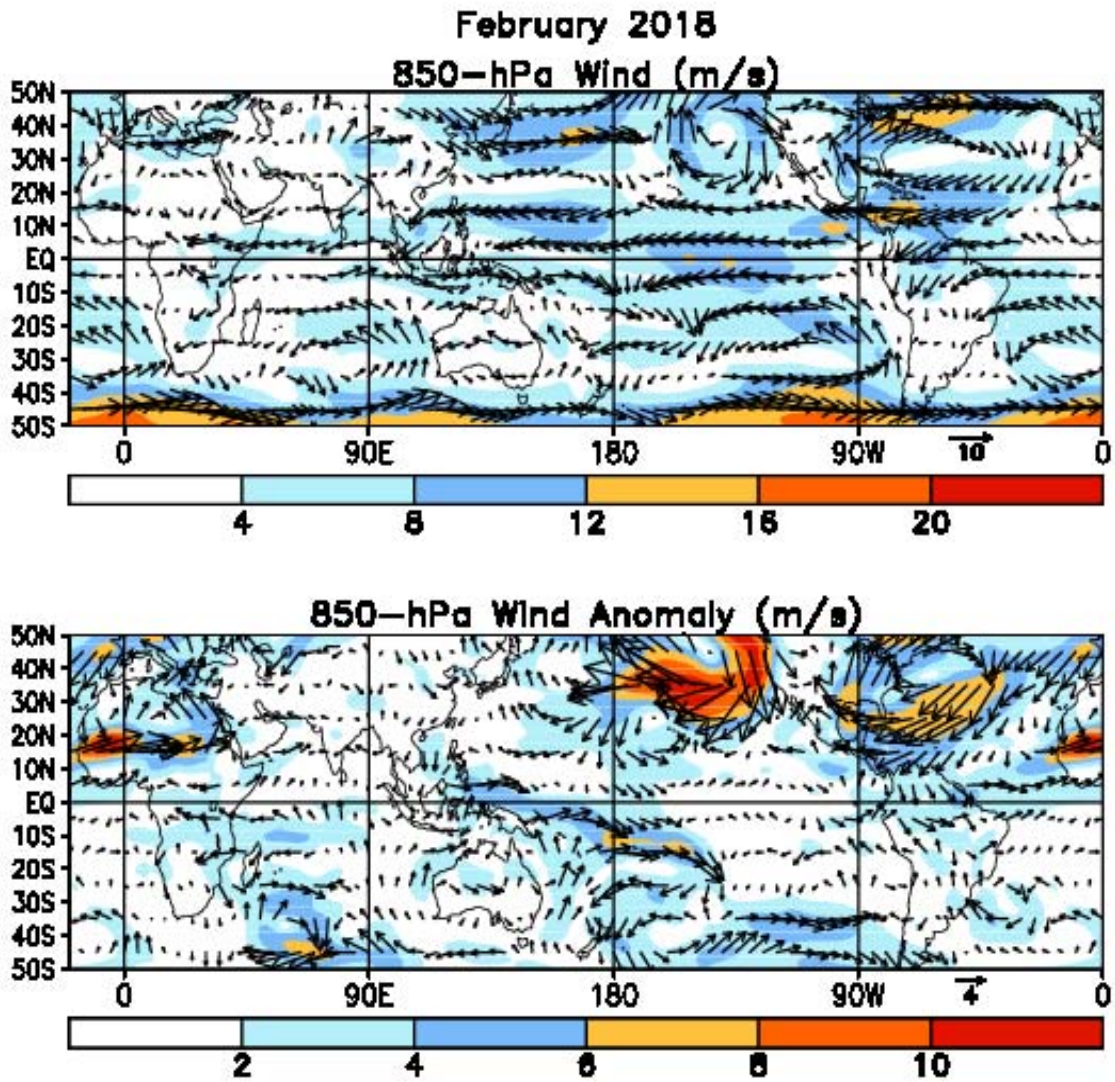 February 2018
850-hPa Wind (m/s)
50N
40N
30N
20N
10N
EQ
10S
20S
30S
40S
50S
0 90E 180 90W 10 0
4 8 12 16 20
850-hPa Wind Anomaly (m/s)
50N
40N
30N
20N
10N
EQ
10S
20S
30S
40S
50S
0 90E 180 90W 4 0
2 4 6 8 10